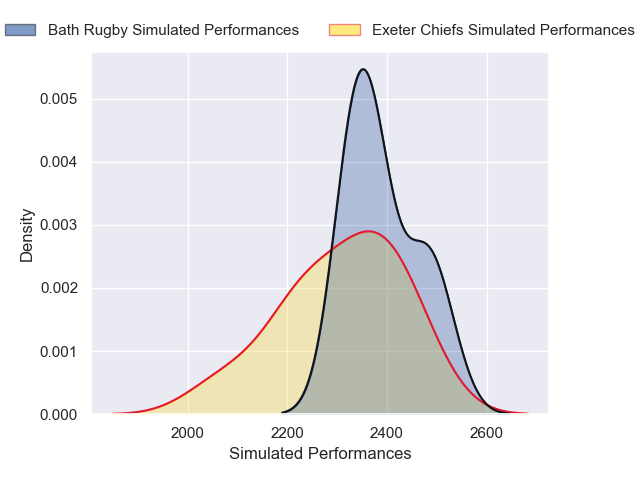 Bath Rugby Simulated Performances
Exeter Chiefs Simulated Performances
0.005
0.004
0.003
0.002
0.001
0.000
Density
2000
2200
2400
2600
Simulated Performances